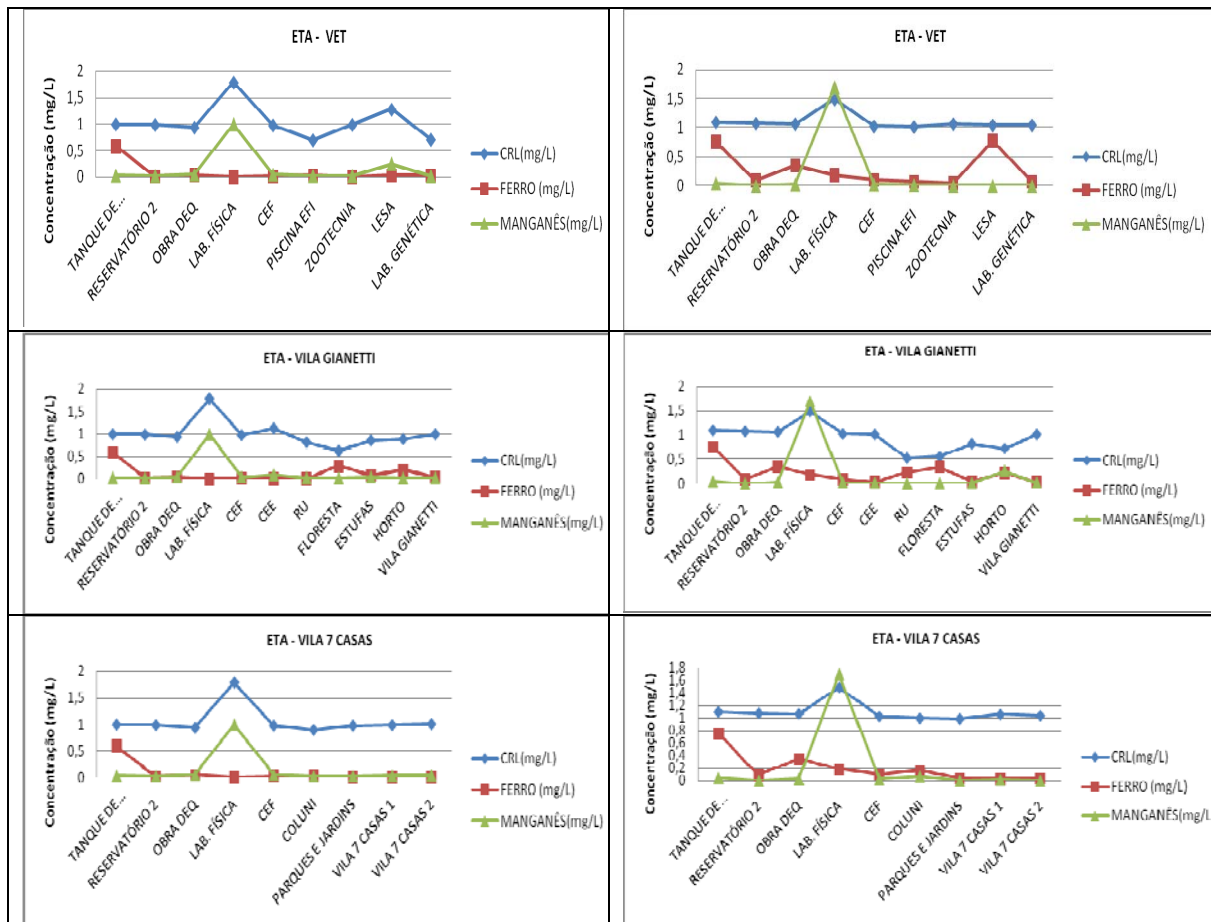 ETA - VET
Concentração (mg/L)
2
1,5
1
0,5
0
TANQUE DE...
RESERVATÓRIO 2
OBRA DEQ
LAB. FÍSICA
CEF
PISCINA EFI
ZOOTECNIA
LESA
LAB. GENÉTICA
CRL(mg/L)
FERRO (mg/L)
MANGANÊS(mg/L)
ETA - VET
Concentração (mg/L)
2
1,5
1
0,5
0
TANQUE DE...
RESERVATÓRIO 2
OBRA DEQ
LAB. FÍSICA
CEF
PISCINA EFI
ZOOTECNIA
LESA
LAB. GENÉTICA
CRL(mg/L)
FERRO (mg/L)
MANGANÊS(mg/L)
ETA - VILA GIANETTI
Concentração (mg/L)
2
1,5
1
0,5
0
TANQUE DE...
RESERVATÓRIO 2
OBRA DEQ
LAB. FÍSICA
CEF
CEE
RU
FLORESTA
ESTUFAS
HORTO
VILA GIANETTI
CRL(mg/L)
FERRO (mg/L)
MANGANÊS(mg/L)
ETA - VILA GIANETTI
Concentração (mg/L)
2
1,5
1
0,5
0
TANQUE DE...
RESERVATÓRIO 2
OBRA DEQ
LAB. FÍSICA
CEF
CEE
RU
FLORESTA
ESTUFAS
HORTO
VILA GIANETTI
CRL(mg/L)
FERRO (mg/L)
MANGANÊS(mg/L)
ETA - VILA 7 CASAS
Concentração (mg/L)
2
1,5
1
0,5
0
TANQUE DE...
RESERVATÓRIO 2
OBRA DEQ
LAB. FÍSICA
CEF
COLUNI
PARQUES E JARDINS
VILA 7 CASAS 1
VILA 7 CASAS 2
CRL(mg/L)
FERRO (mg/L)
MANGANÊS(mg/L)
ETA - VILA 7 CASAS
Concentração (mg/L)
1,8
1,6
1,4
1,2
1
0,8
0,6
0,4
0,2
0
TANQUE DE...
RESERVATÓRIO 2
OBRA DEQ
LAB. FÍSICA
CEF
COLUNI
PARQUES E JARDINS
VILA 7 CASAS 1
VILA 7 CASAS 2
CRL(mg/L)
FERRO (mg/L)
MANGANÊS(mg/L